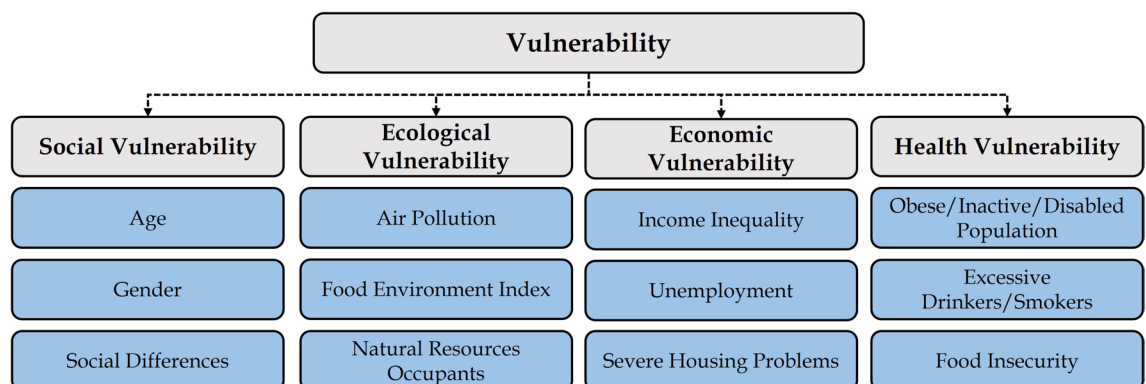 Vulnerability
Social Vulnerability
Ecological
Vulnerability
Economic
Vulnerability
Health Vulnerability
Age
Air Pollution
Income Inequality
Obese/Inactive/Disabled
Population
Gender
Food Environment Index
Unemployment
Excessive
Drinkers/Smokers
Social Differences
Natural Resources
Occupants
Severe Housing Problems
Food Insecurity